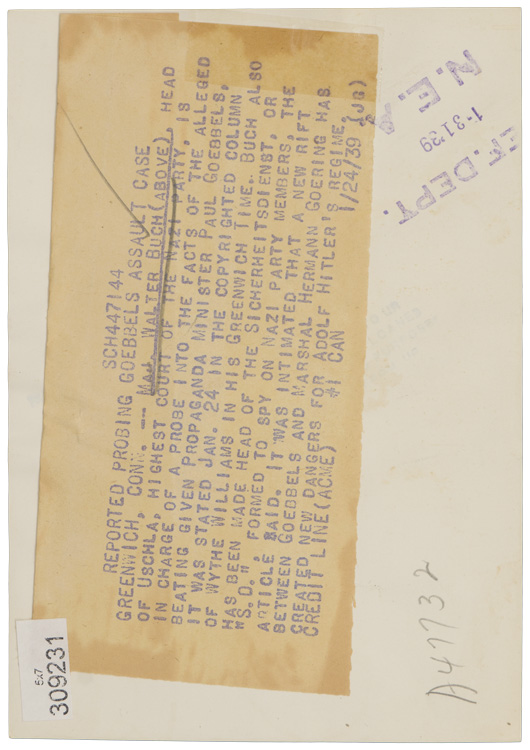 SCH447144
REPORTED PROBING GOEBBELS ASSAULT CASE
GREENWICH, CONN. -- MAJ. WALTER BUCH (ABOVE), HEAD
OF USCHLA, HIGHEST COURT OF THE NAZI PARTY, IS
IN CHARGE OF A PROBE INTO THE FACTS OF THE ALLEGED
BEATING GIVEN PROPAGANDA MINISTER PAUL GOEBBELS,
IT WAS STATED JAN. 24 IN THE COPYRIGHTED COLUMN
OF WYTHE WILLIAMS IN HIS GREENWICH TIME. BUCH ALSO
HAS BEEN MADE HEAD OF THE SICHERHEITSDIENST, OR
"S.D.", FORMED TO SPY ON NAZI PARTY MEMBERS, THE
ARTICLE SAID. IT WAS INTIMATED THAT A NEW RIFT
BETWEEN GOEBBELS AND MARSHAL HERMANN GOERING HAS
CREATED NEW DANGERS FOR ADOLF HITLER'S REGIME.
CREDIT LINE (ACME) #1 CAN 1/24/39 (JG)
N.E.A.
1-31'39
EF. DEPT.
A47732
5x7
309231